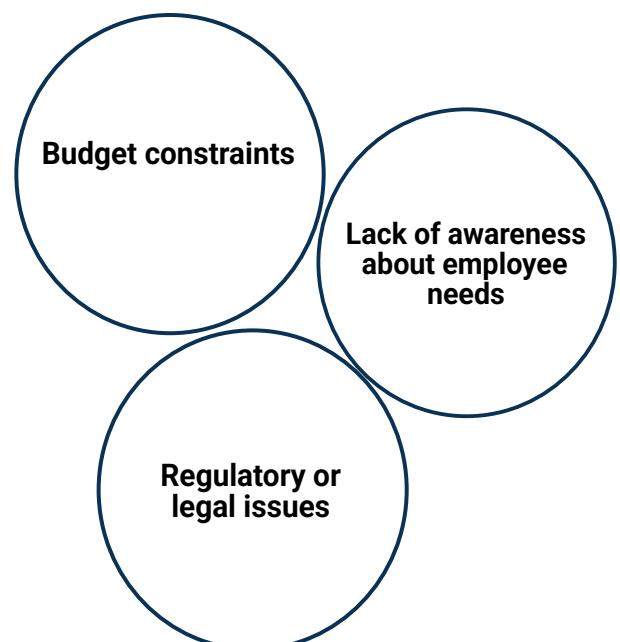 Budget constraints
Lack of awareness
about employee
needs
Regulatory or
legal issues